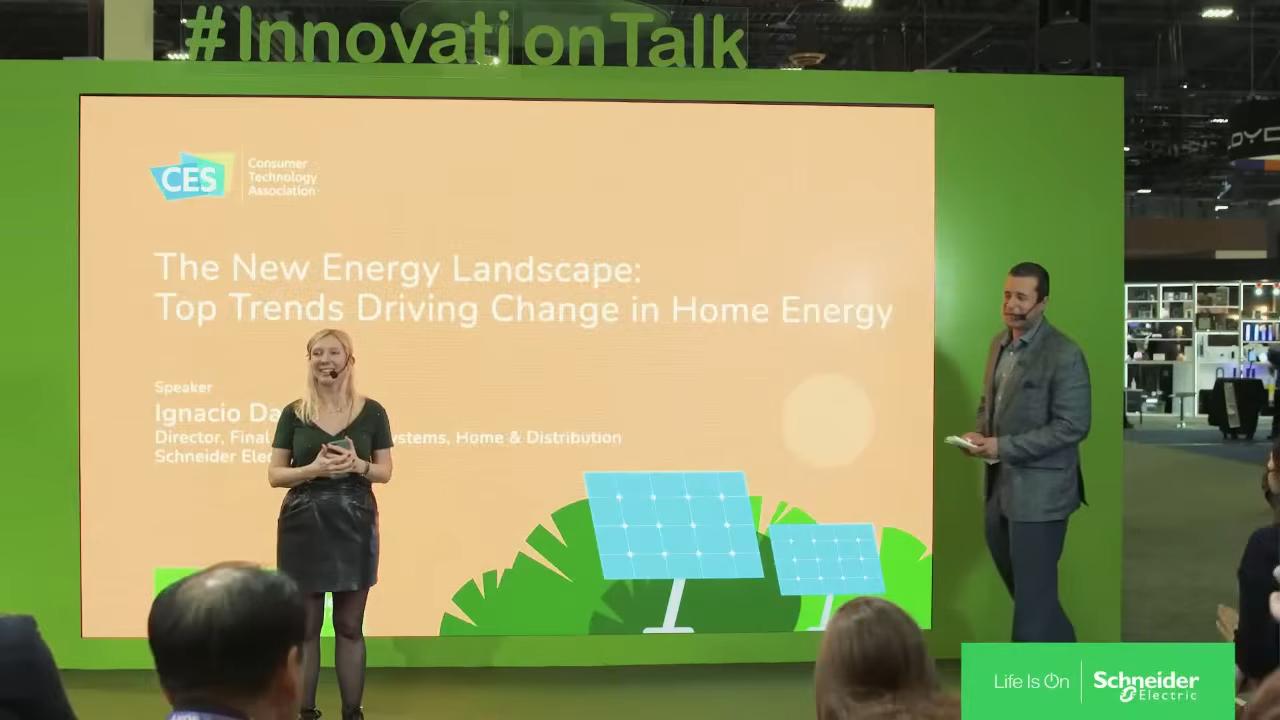 #InnovationTalk
CES
Consumer
Technology
Association
The New Energy Landscape:
Top Trends Driving Change in Home Energy
Speaker
Ignacio Da
Director, Final ystems, Home & Distribution
Schneider Elec
Life Is On
Schneider
Electric